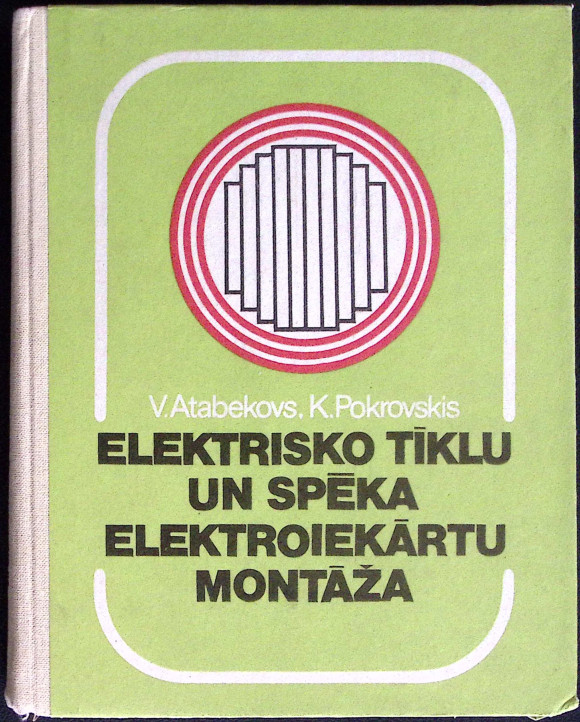 V.Atabekovs, K.Pokrovskis
ELEKTRISKO TĪKLU
UN SPĒKA
ELEKTROIEKĀRTU
MONTĀŽA